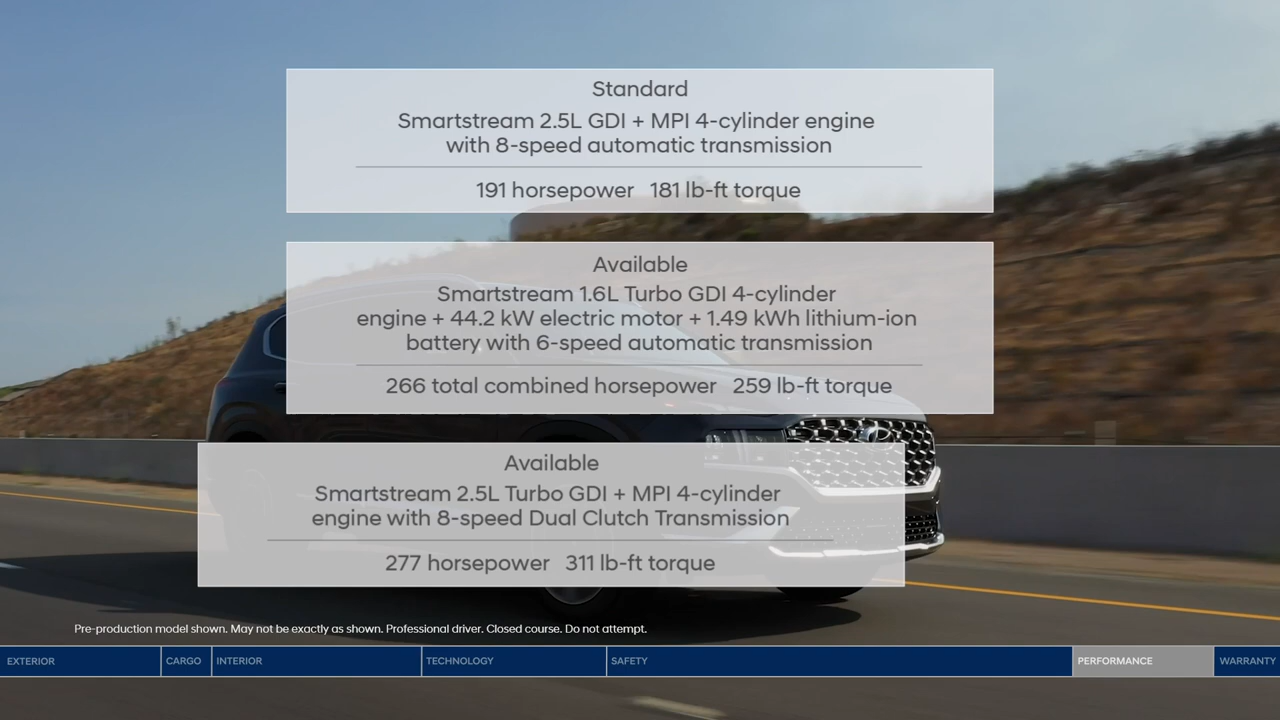 Standard
Smartstream 2.5L GDI + MPI 4-cylinder engine
with 8-speed automatic transmission
191 horsepower 181 lb-ft torque
Available
Smartstream 1.6L Turbo GDI 4-cylinder
engine + 44.2 kW electric motor + 1.49 kWh lithium-ion
battery with 6-speed automatic transmission
266 total combined horsepower 259 lb-ft torque
Available
Smartstream 2.5L Turbo GDI + MPI 4-cylinder
engine with 8-speed Dual Clutch Transmission
277 horsepower 311 lb-ft torque
Pre-production model shown. May not be exactly as shown. Professional driver. Closed course. Do not attempt.
EXTERIOR CARGO INTERIOR TECHNOLOGY SAFETY PERFORMANCE WARRANTY